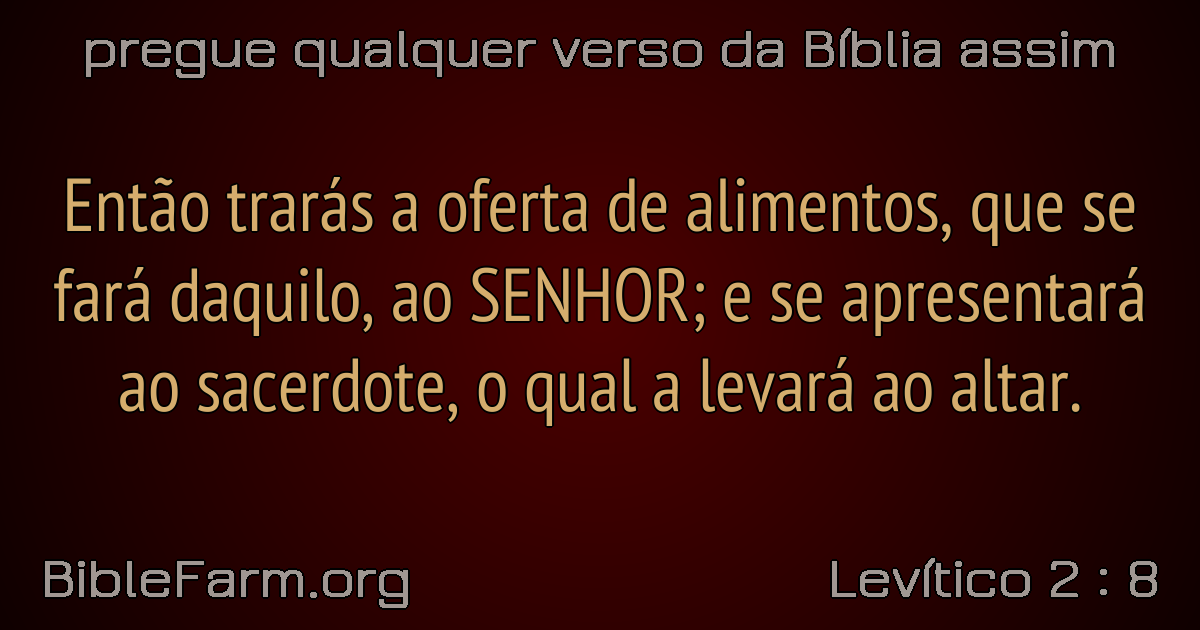 pregue qualquer verso da Bíblia assim
Então trarás a oferta de alimentos, que se
fará daquilo, ao SENHOR; e se apresentará
ao sacerdote, o qual a levará ao altar.
BibleFarm.org
Levítico 2 : 8